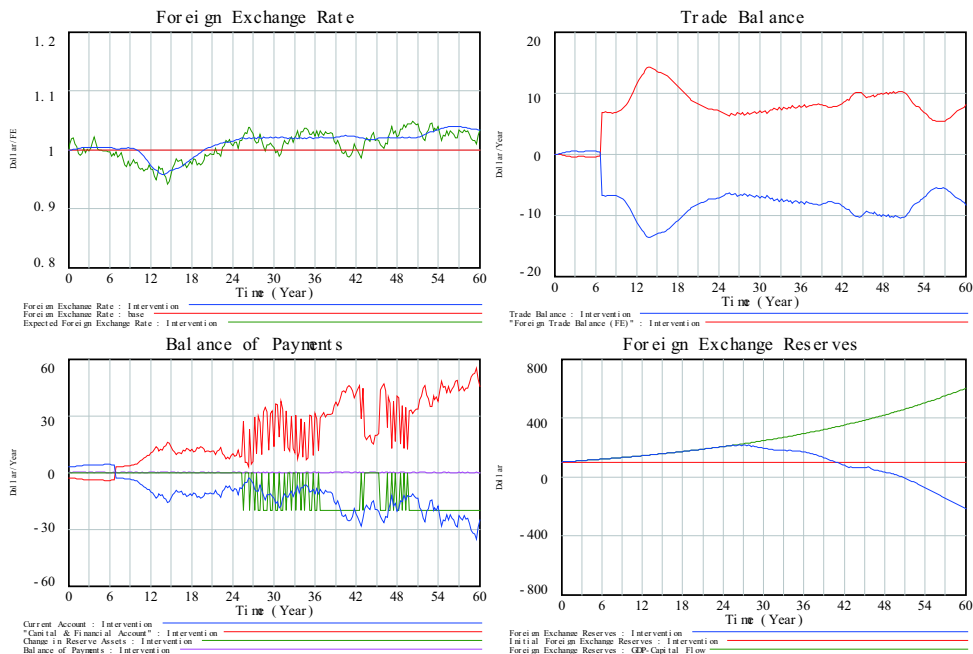 Foreign Exchange Rate
1.2
1.1
1
0.9
0.8
Dollar/FE
0 6 12 18 24 30 36 42 48 54 60
Time (Year)
Foreign Exchange Rate : Intervention
Foreign Exchange Rate : base
Expected Foreign Exchange Rate : Intervention
Trade Balance
20
10
0
-10
-20
Dollar/Year
0 6 12 18 24 30 36 42 48 54 60
Time (Year)
Trade Balance : Intervention
"Foreign Trade Balance (FE)" : Intervention
Balance of Payments
60
30
0
-30
-60
Dollar/Year
0 6 12 18 24 30 36 42 48 54 60
Time (Year)
Current Account : Intervention
"Capital & Financial Account" : Intervention
Change in Reserve Assets : Intervention
Balance of Payments : Intervention
Foreign Exchange Reserves
800
400
0
-400
-800
Dollar
0 6 12 18 24 30 36 42 48 54 60
Time (Year)
Foreign Exchange Reserves : Intervention
Initial Foreign Exchange Reserves : Intervention
Foreign Exchange Reserves : GDP-Capital Flow